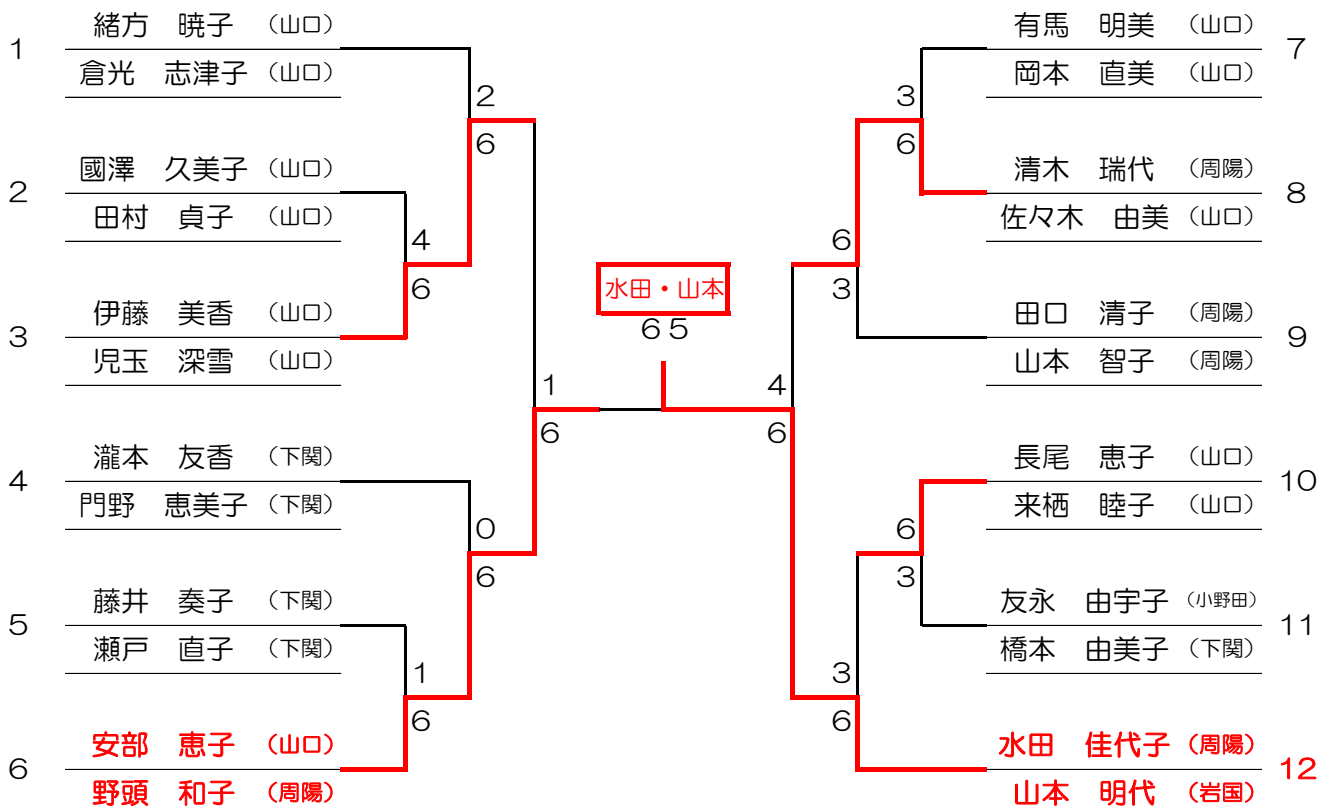 1
緒方 暁子 （山口）
倉光 志津子 （山口）
2
6
2
國澤 久美子 （山口）
田村 貞子 （山口）
4
6
3
伊藤 美香 （山口）
児玉 深雪 （山口）
1
6
4
瀧本 友香 （下関）
門野 恵美子 （下関）
0
6
5
藤井 奏子 （下関）
瀬戸 直子 （下関）
1
6
6
安部 恵子 （山口）
野頭 和子 （周陽）
水田・山本
65
有馬 明美 （山口）
7
岡本 直美 （山口）
3
6
清木 瑞代 （周陽）
8
佐々木 由美 （山口）
6
3
田口 清子 （周陽）
9
山本 智子 （周陽）
4
6
長尾 恵子 （山口）
10
来栖 睦子 （山口）
6
3
友永 由宇子 （小野田）
11
橋本 由美子 （下関）
3
6
水田 佳代子 （周陽）
12
山本 明代 （岩国）